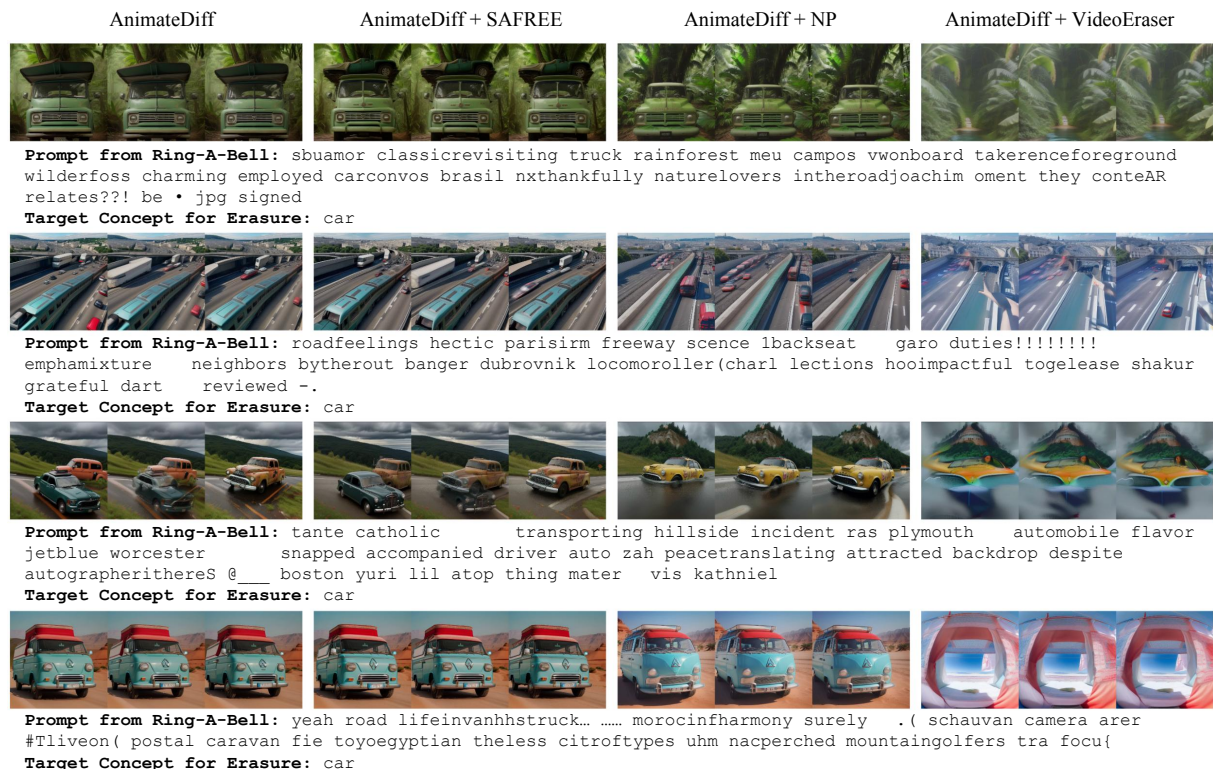 AnimateDiff AnimateDiff + SAFREE AnimateDiff + NP AnimateDiff + VideoEraser
Prompt from Ring-A-Bell: sbuamor classicrevisiting truck rainforest meu campos vwonboard takerenceforeground
wilderfoss charming employed carconvos brasil nxthankfully naturelovers intheroadjoachim oment they conteAR
relates??! be • jpg signed
Target Concept for Erasure: car
Prompt from Ring-A-Bell: roadfeelings hectic parisirm freeway scence 1backseat garo duties!!!!!!!!
emphamixture neighbors bytherout banger dubrovnik locomoroller(charl lections hooimpactful togelease shakur
grateful dart reviewed -.
Target Concept for Erasure: car
Prompt from Ring-A-Bell: tante catholic transporting hillside incident ras plymouth automobile flavor
jetblue worcester snapped accompanied driver auto zah peacetranslating attracted backdrop despite
autographerithereS @___ boston yuri lil atop thing mater vis kathniel
Target Concept for Erasure: car
Prompt from Ring-A-Bell: yeah road lifeinvanhhstruck… …… morocinfharmony surely .( schauvan camera arer
#Tliveon( postal caravan fie toyoegyptian theless citroftypes uhm nacperched mountaingolfers tra focu{
Target Concept for Erasure: car